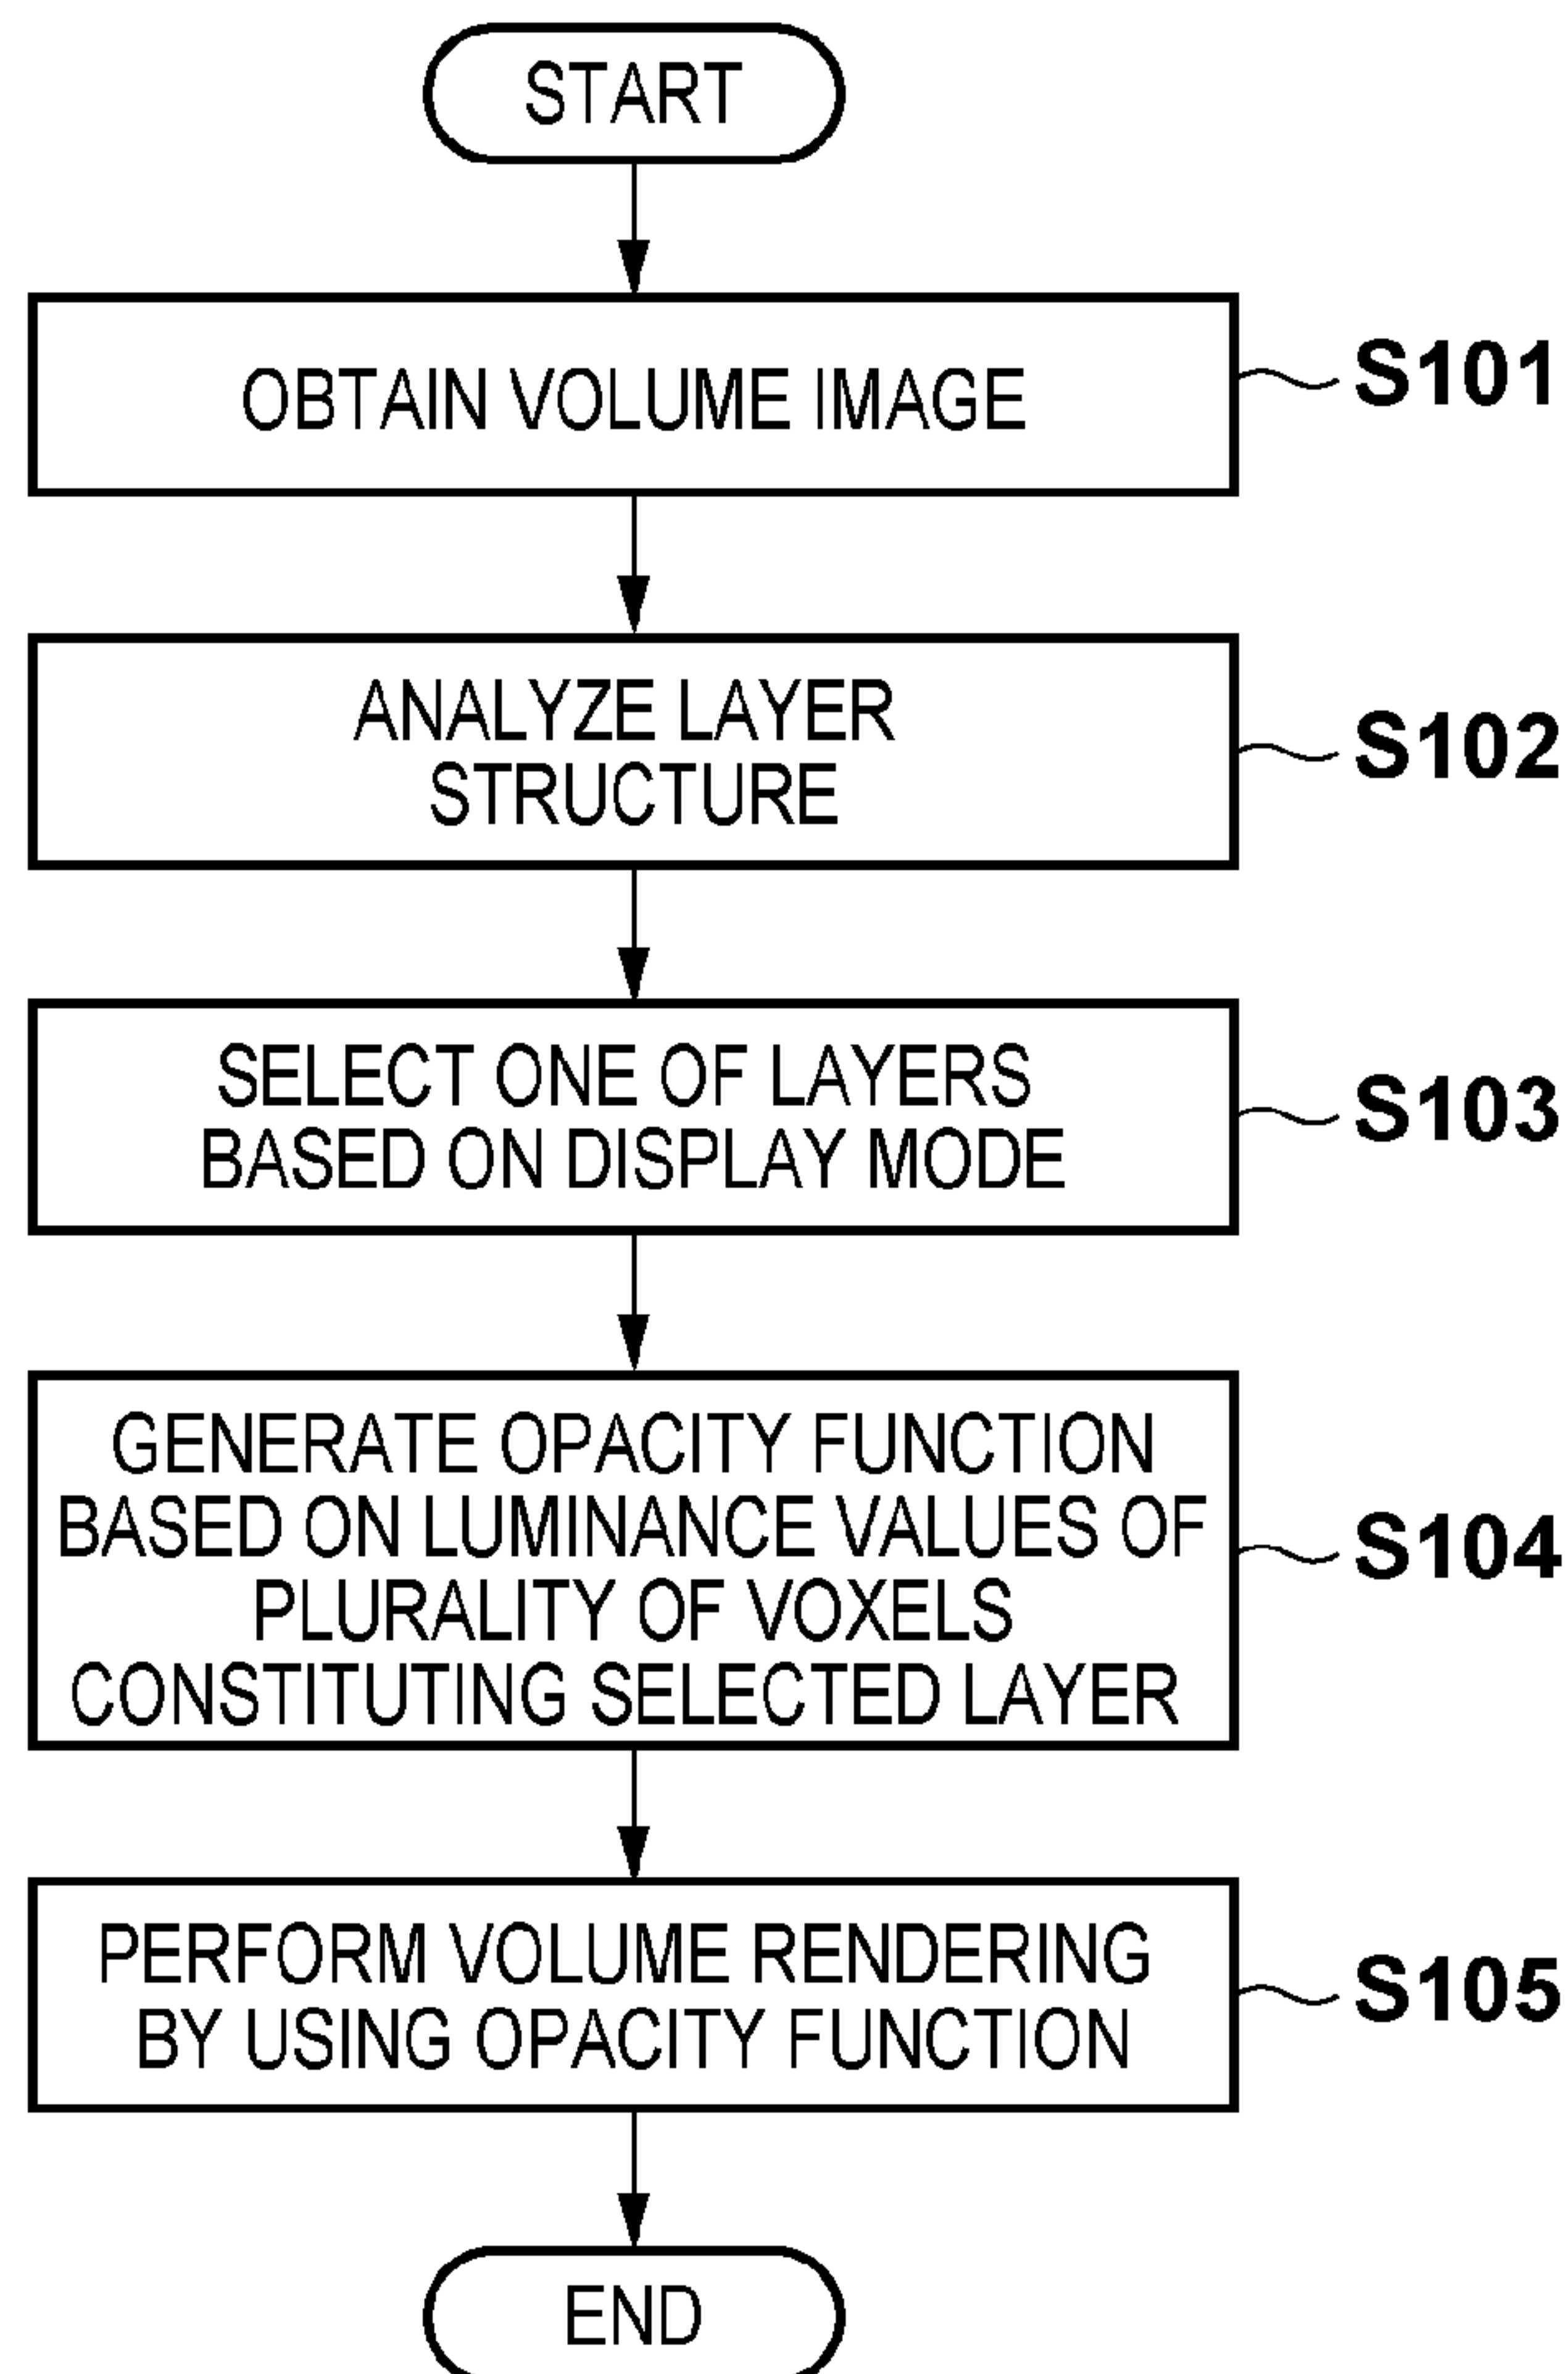 START
OBTAIN VOLUME IMAGE
S101
ANALYZE LAYER
STRUCTURE
S102
SELECT ONE OF LAYERS
BASED ON DISPLAY MODE
S103
GENERATE OPACITY FUNCTION
BASED ON LUMINANCE VALUES OF
PLURALITY OF VOXELS
CONSTITUTING SELECTED LAYER
S104
PERFORM VOLUME RENDERING
BY USING OPACITY FUNCTION
S105
END